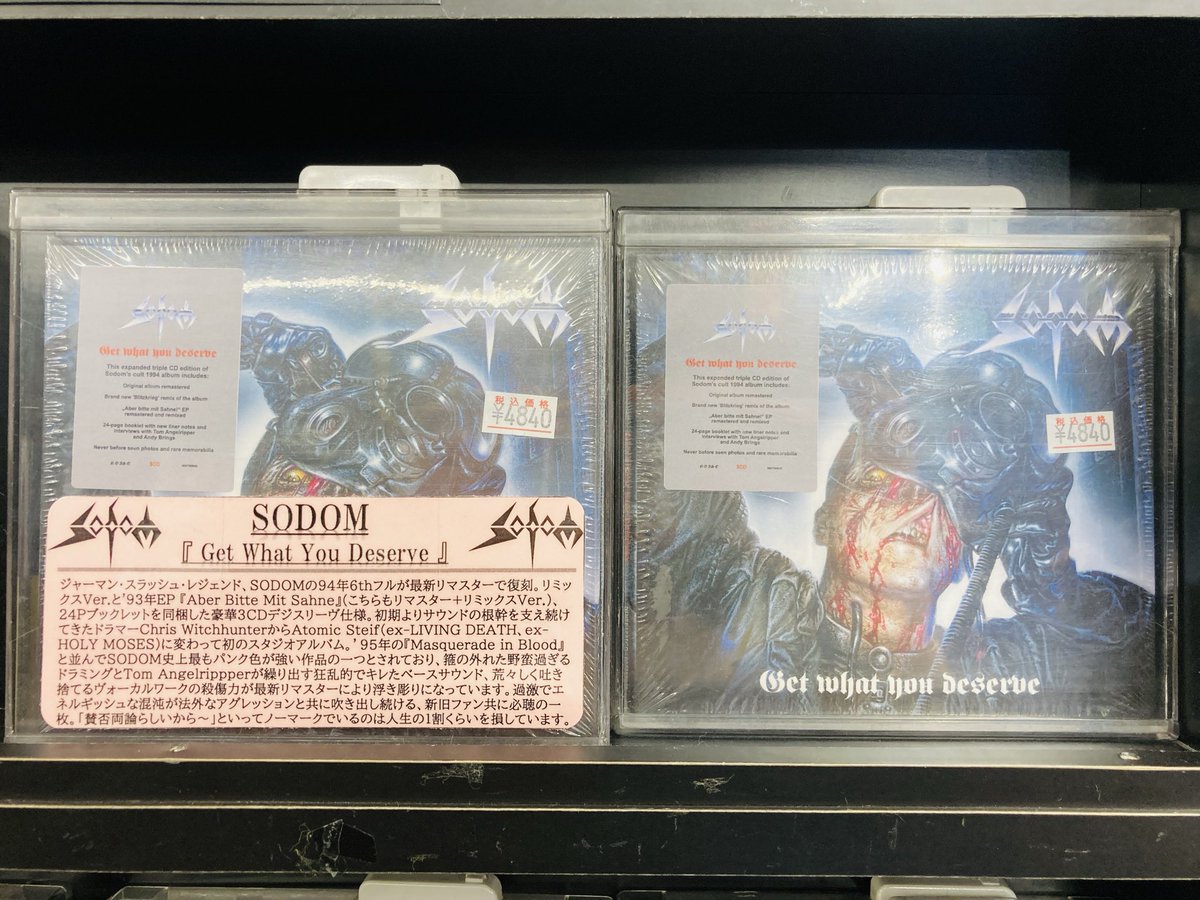 SODOM
SODOM
Get what you deserve
This expanded triple CD edition of
Sodom's cult 1994 album includes:
Original album remastered
Brand new 'Blitzkrieg' remix of the album
„Aber bitte mit Sahne!" EP
remastered and remixed
24-page booklet with new liner notes and
interviews with Tom Angelripper
and Andy Brings
Never before seen photos and rare memorabilia
3CD
税込価格
¥4840
SODOM
SODOM
SODOM
『 Get What You Deserve 』
ジャーマン・スラッシュ・レジェンド、SODOMの94年6thフルが最新リマスターで復刻。リミッ
クスVer.と'93年EP『Aber Bitte Mit Sahne』(こちらもリマスター+リミックスVer.)、
24Pブックレットを同梱した豪華3CDデジスリーヴ仕様。初期よりサウンドの根幹を支え続け
てきたドラマーChris WitchhunterからAtomic Steif(ex-LIVING DEATH、ex-
HOLY MOSES)に変わって初のスタジオアルバム。'95年の『Masquerade in Blood』
と並んでSODOM史上最もパンク色が強い作品の一つとされており、箍の外れた野蛮過ぎる
ドラミングとTom Angelrippperが繰り出す狂乱的でキレたベースサウンド、荒々しく吐き
捨てるヴォーカルワークの殺傷力が最新リマスターにより浮き彫りになっています。過激でエ
ネルギッシュな混沌が法外なアグレッションと共に吹き出し続ける、新旧ファン共に必聴の一
枚。「賛否両論らしいから〜」といってノーマークでいるのは人生の1割くらいを損しています。
SODOM
SODOM
Get what you deserve
This expanded triple CD edition of
Sodom's cult 1994 album includes:
Original album remastered
Brand new 'Blitzkrieg' remix of the album
„Aber bitte mit Sahne!" EP
remastered and remixed
24-page booklet with new liner notes and
interviews with Tom Angelripper
and Andy Brings
Never before seen photos and rare memorabilia
3CD
税込価格
¥4840
Get what you deserve